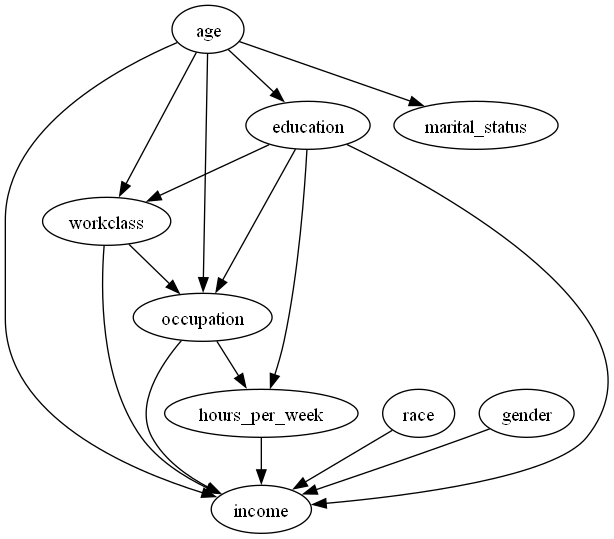 age
education
marital_status
workclass
occupation
hours_per_week
race
gender
income